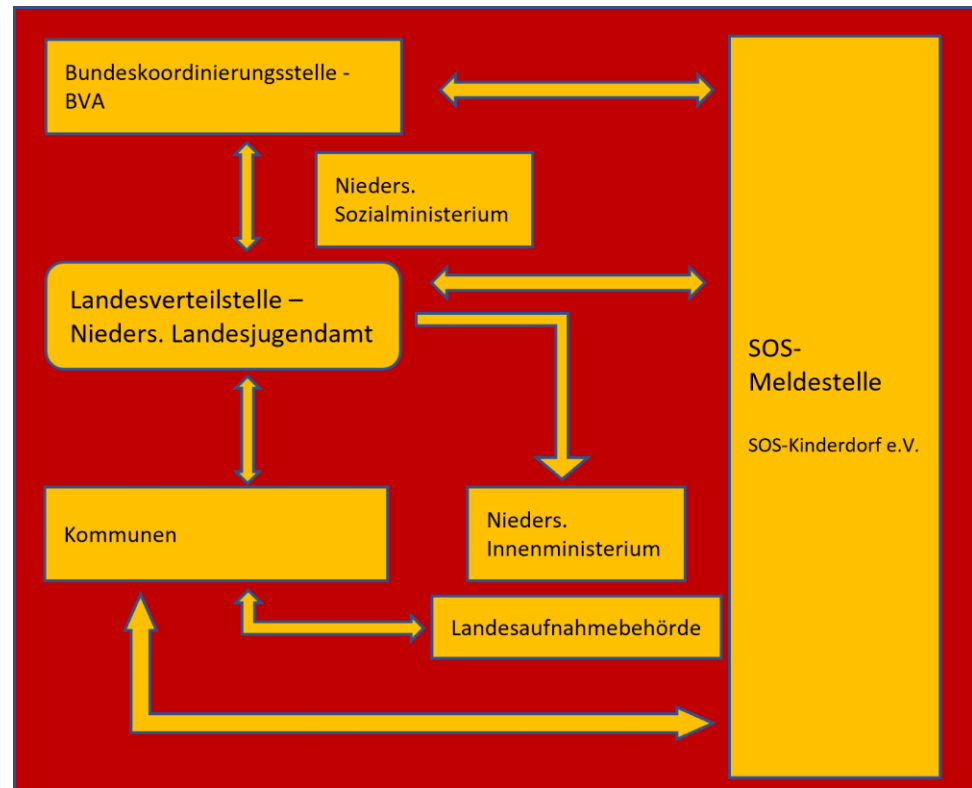 Bundeskoordinierungsstelle -
BVA
Nieders.
Sozialministerium
Landesverteilstelle –
Nieders. Landesjugendamt
SOS-
Meldestelle
SOS-Kinderdorf e.V.
Kommunen
Nieders.
Innenministerium
Landesaufnahmebehörde